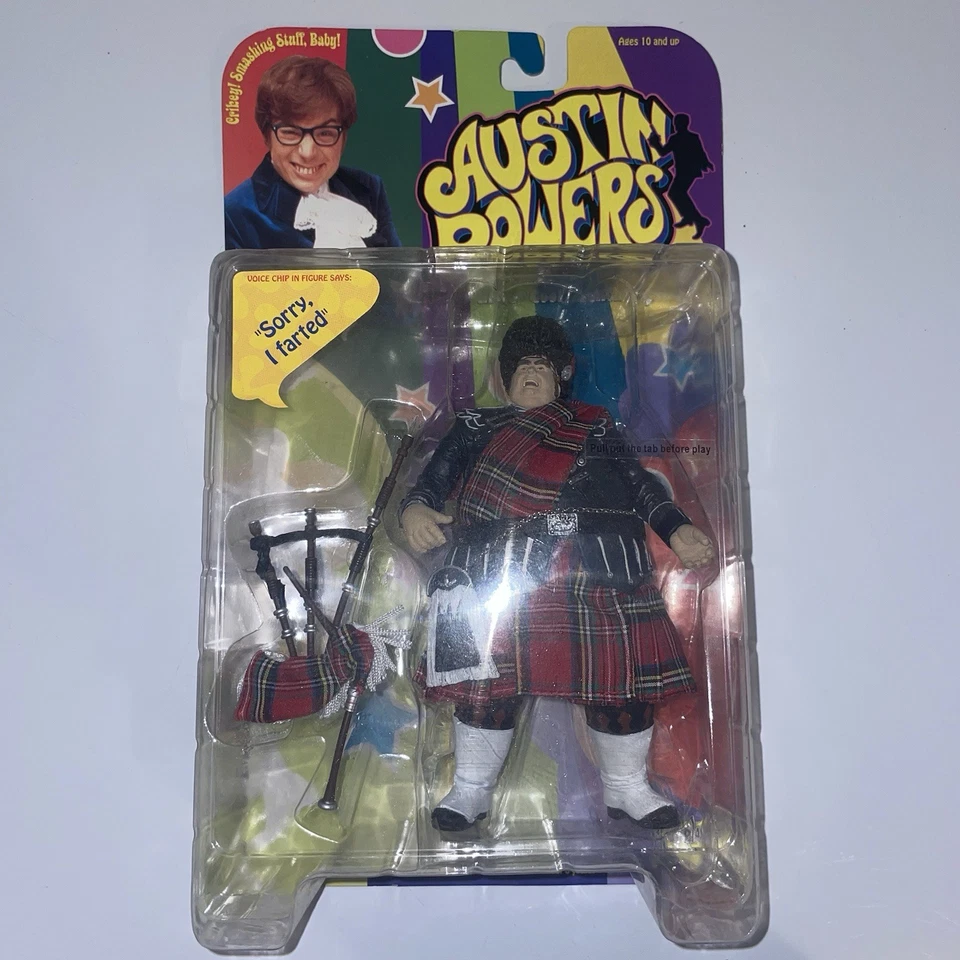 Crikey! Smashing Stuff, Baby!
Ages 10 and up
AUSTIN
POWERS
VOICE CHIP IN FIGURE SAYS:
"Sorry,
I farted"
Pull out the tab before play